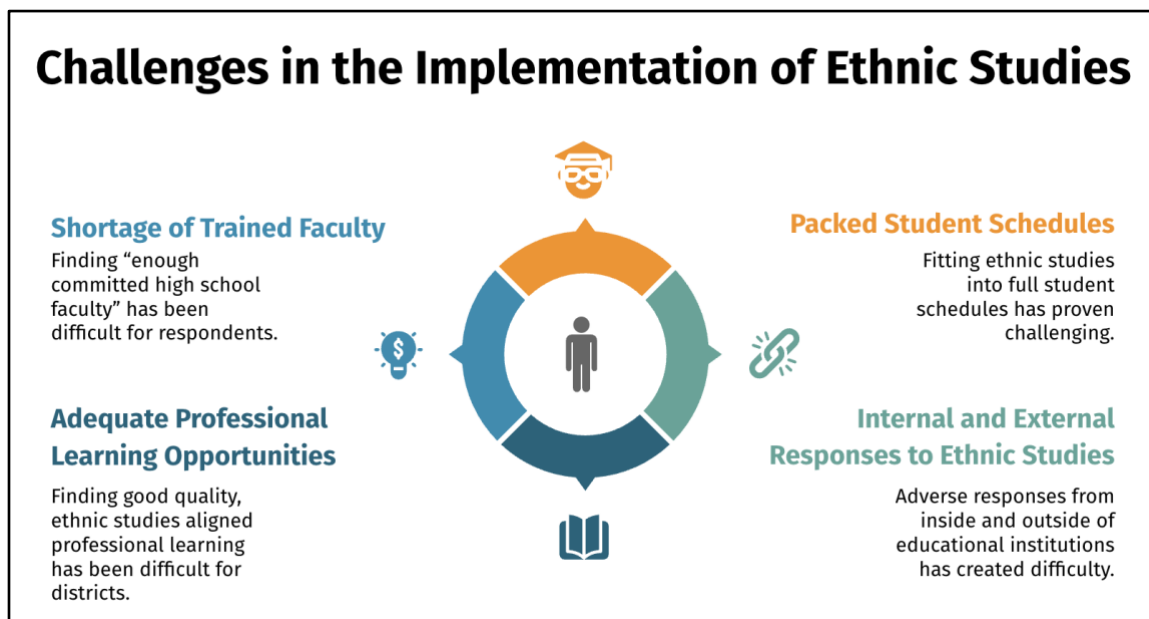 Challenges in the Implementation of Ethnic Studies
Shortage of Trained Faculty
Finding “enough
committed high school
faculty” has been
difficult for respondents.
Packed Student Schedules
Fitting ethnic studies
into full student
schedules has proven
challenging.
$
Adequate Professional
Learning Opportunities
Finding good quality,
ethnic studies aligned
professional learning
has been difficult for
districts.
Internal and External
Responses to Ethnic Studies
Adverse responses from
inside and outside of
educational institutions
has created difficulty.